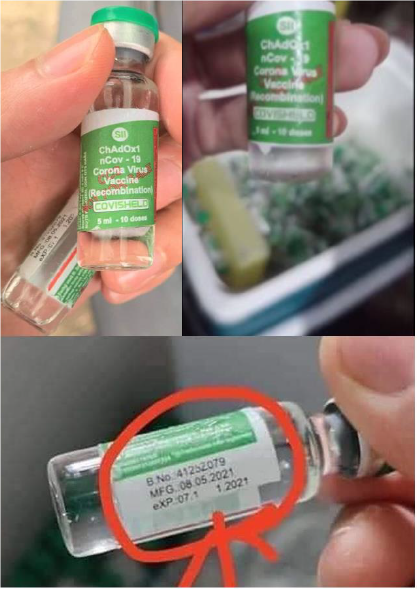 SII
ChAdOx1
nCov - 19
Corona Virus
Vaccine
(Recombination)
COVISHIELD
5 ml - 10 doses
SII
ChAdOx1
nCov - 19
Corona Virus
Vaccine
(Recombination)
COVISHIELD
5 ml - 10 doses
B.No.:41252079
MFG.:08.05.2021
eXP.:07.1 1.2021